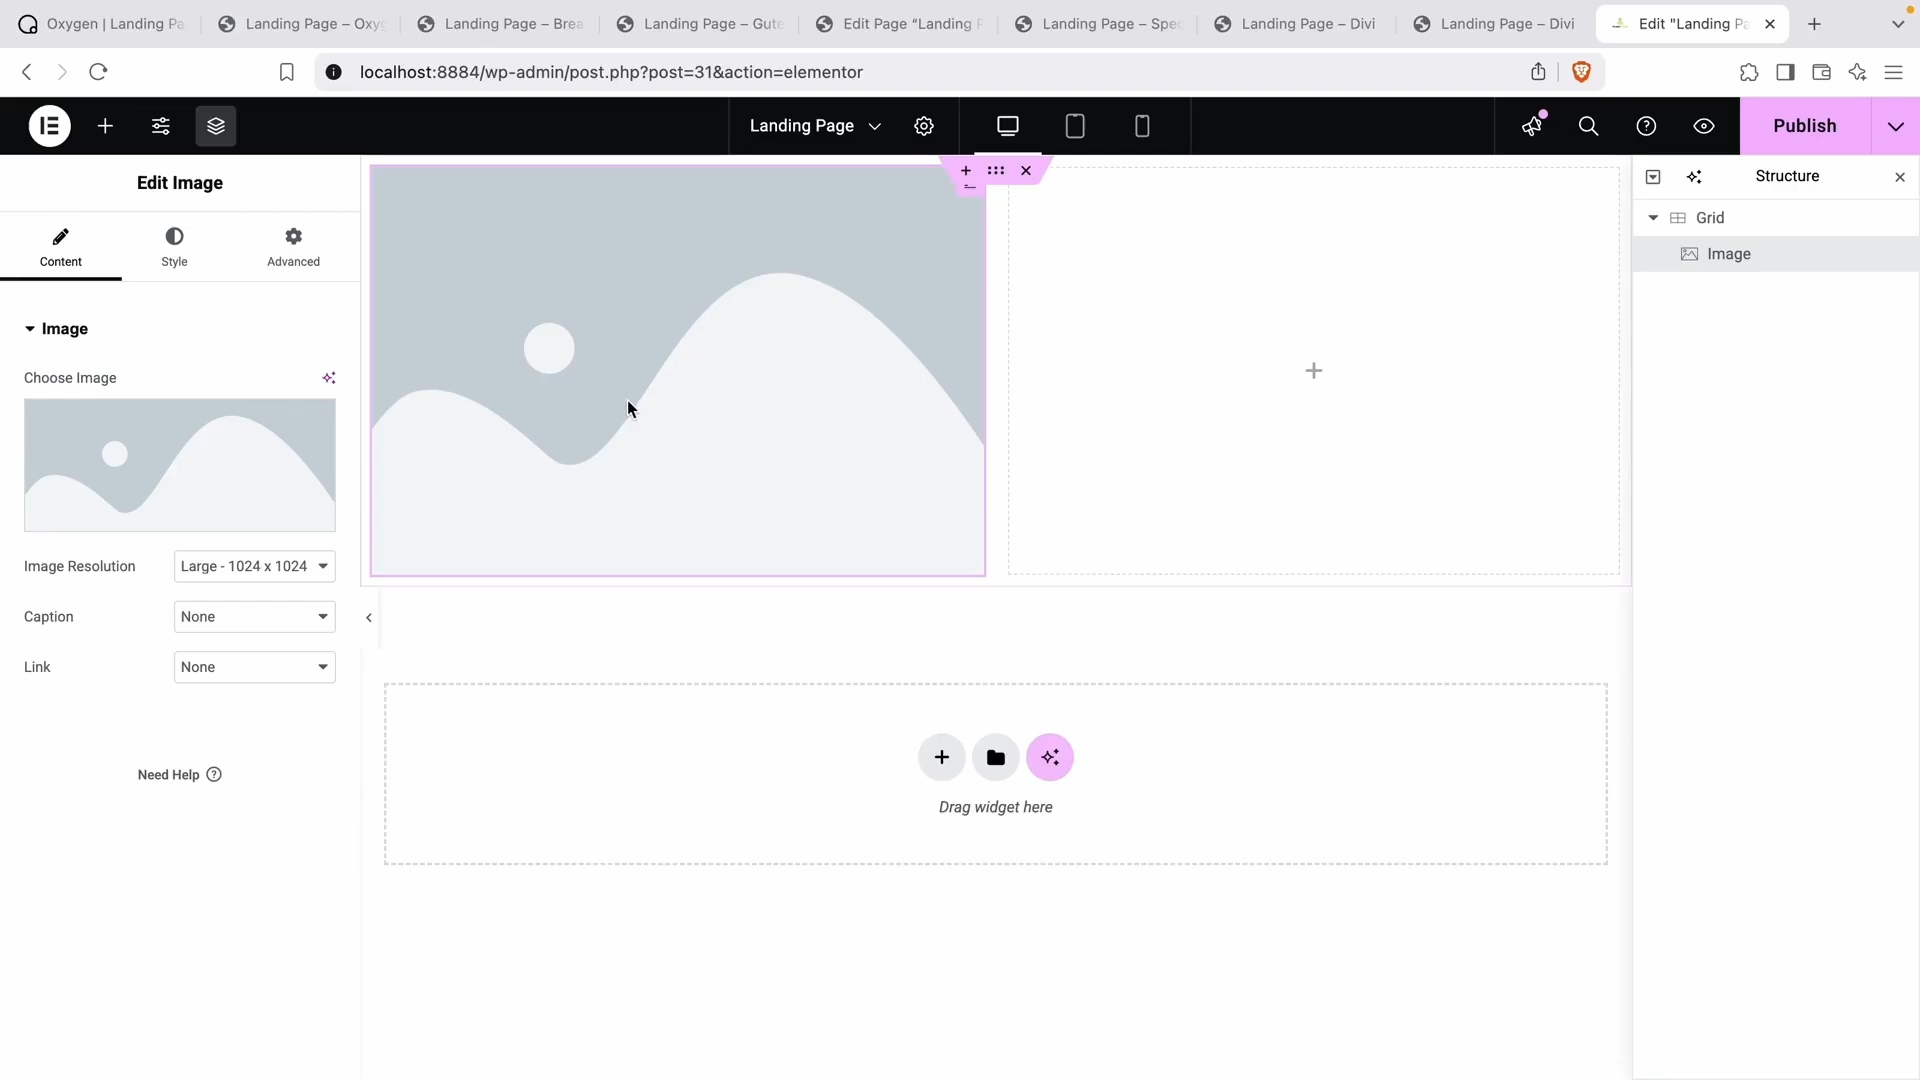 Oxygen | Landing Pa
Landing Page – Oxyg
Landing Page – Brea
Landing Page – Gute
Edit Page “Landing P
Landing Page – Spec
Landing Page – Divi
Landing Page – Divi
Edit "Landing Pa
localhost:8884/wp-admin/post.php?post=31&action=elementor
Landing Page
Publish
Edit Image
Content
Style
Advanced
Image
Choose Image
Image Resolution
Large - 1024 x 1024
Caption
None
Link
None
Need Help
Drag widget here
Structure
Grid
Image